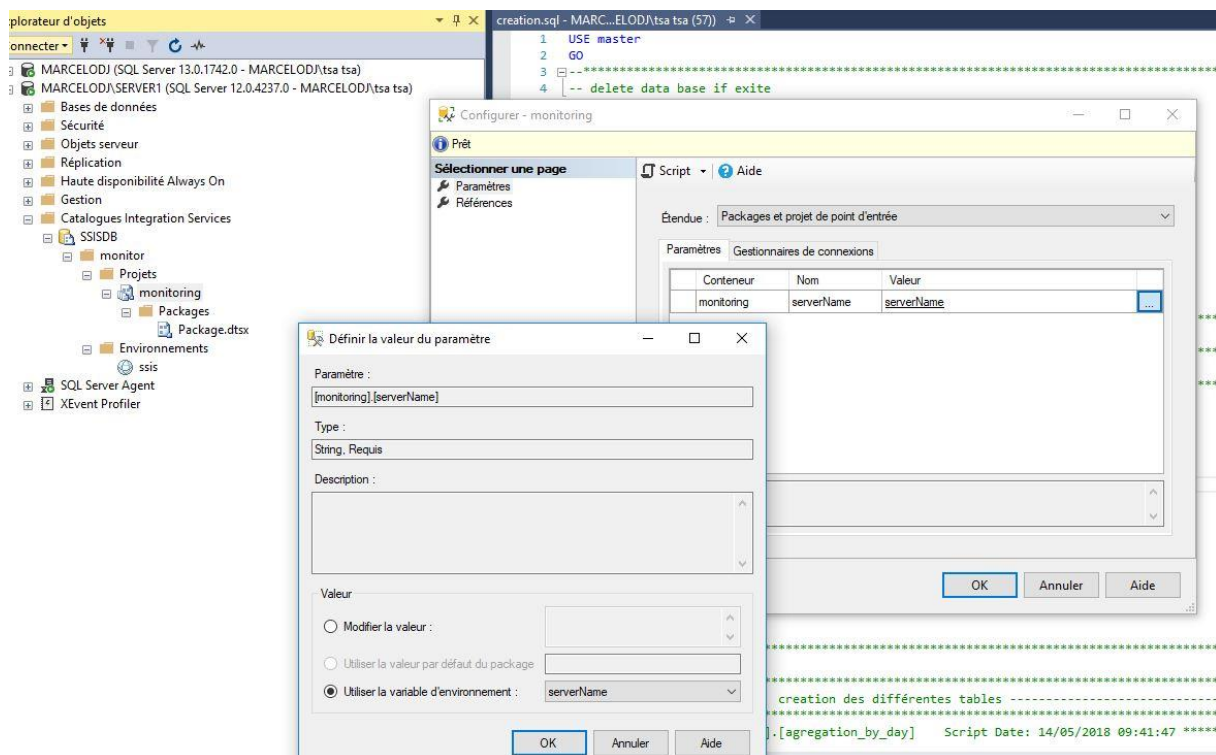 plorateur d'objets
onnecter
MARCELODJ (SQL Server 13.0.1742.0 - MARCELODJ\tsa tsa)
MARCELODJ\SERVER1 (SQL Server 12.0.4237.0 - MARCELODJ\tsa tsa)
Bases de données
Sécurité
Objets serveur
Réplication
Haute disponibilité Always On
Gestion
Catalogues Integration Services
SSISDB
monitor
Projets
monitoring
Packages
Package.dtsx
Environnements
ssis
SQL Server Agent
XEvent Profiler
creation.sql - MARC...ELODJ\tsa tsa (57))
1 USE master
2 GO
3 --**********************************************************************************
4 -- delete data base if exite
Configurer - monitoring
Prêt
Sélectionner une page
Paramètres
Références
Script
Aide
Étendue : Packages et projet de point d'entrée
Paramètres Gestionnaires de connexions
Conteneur Nom Valeur
monitoring serverName serverName ...
OK Annuler Aide
Définir la valeur du paramètre
Paramètre :
[monitoring].[serverName]
Type :
String, Requis
Description :
Valeur
Modifier la valeur :
Utiliser la valeur par défaut du package
Utiliser la variable d'environnement : serverName
OK Annuler Aide
creation des différentes tables ----------------------------
].[agregation_by_day] Script Date: 14/05/2018 09:41:47 *****